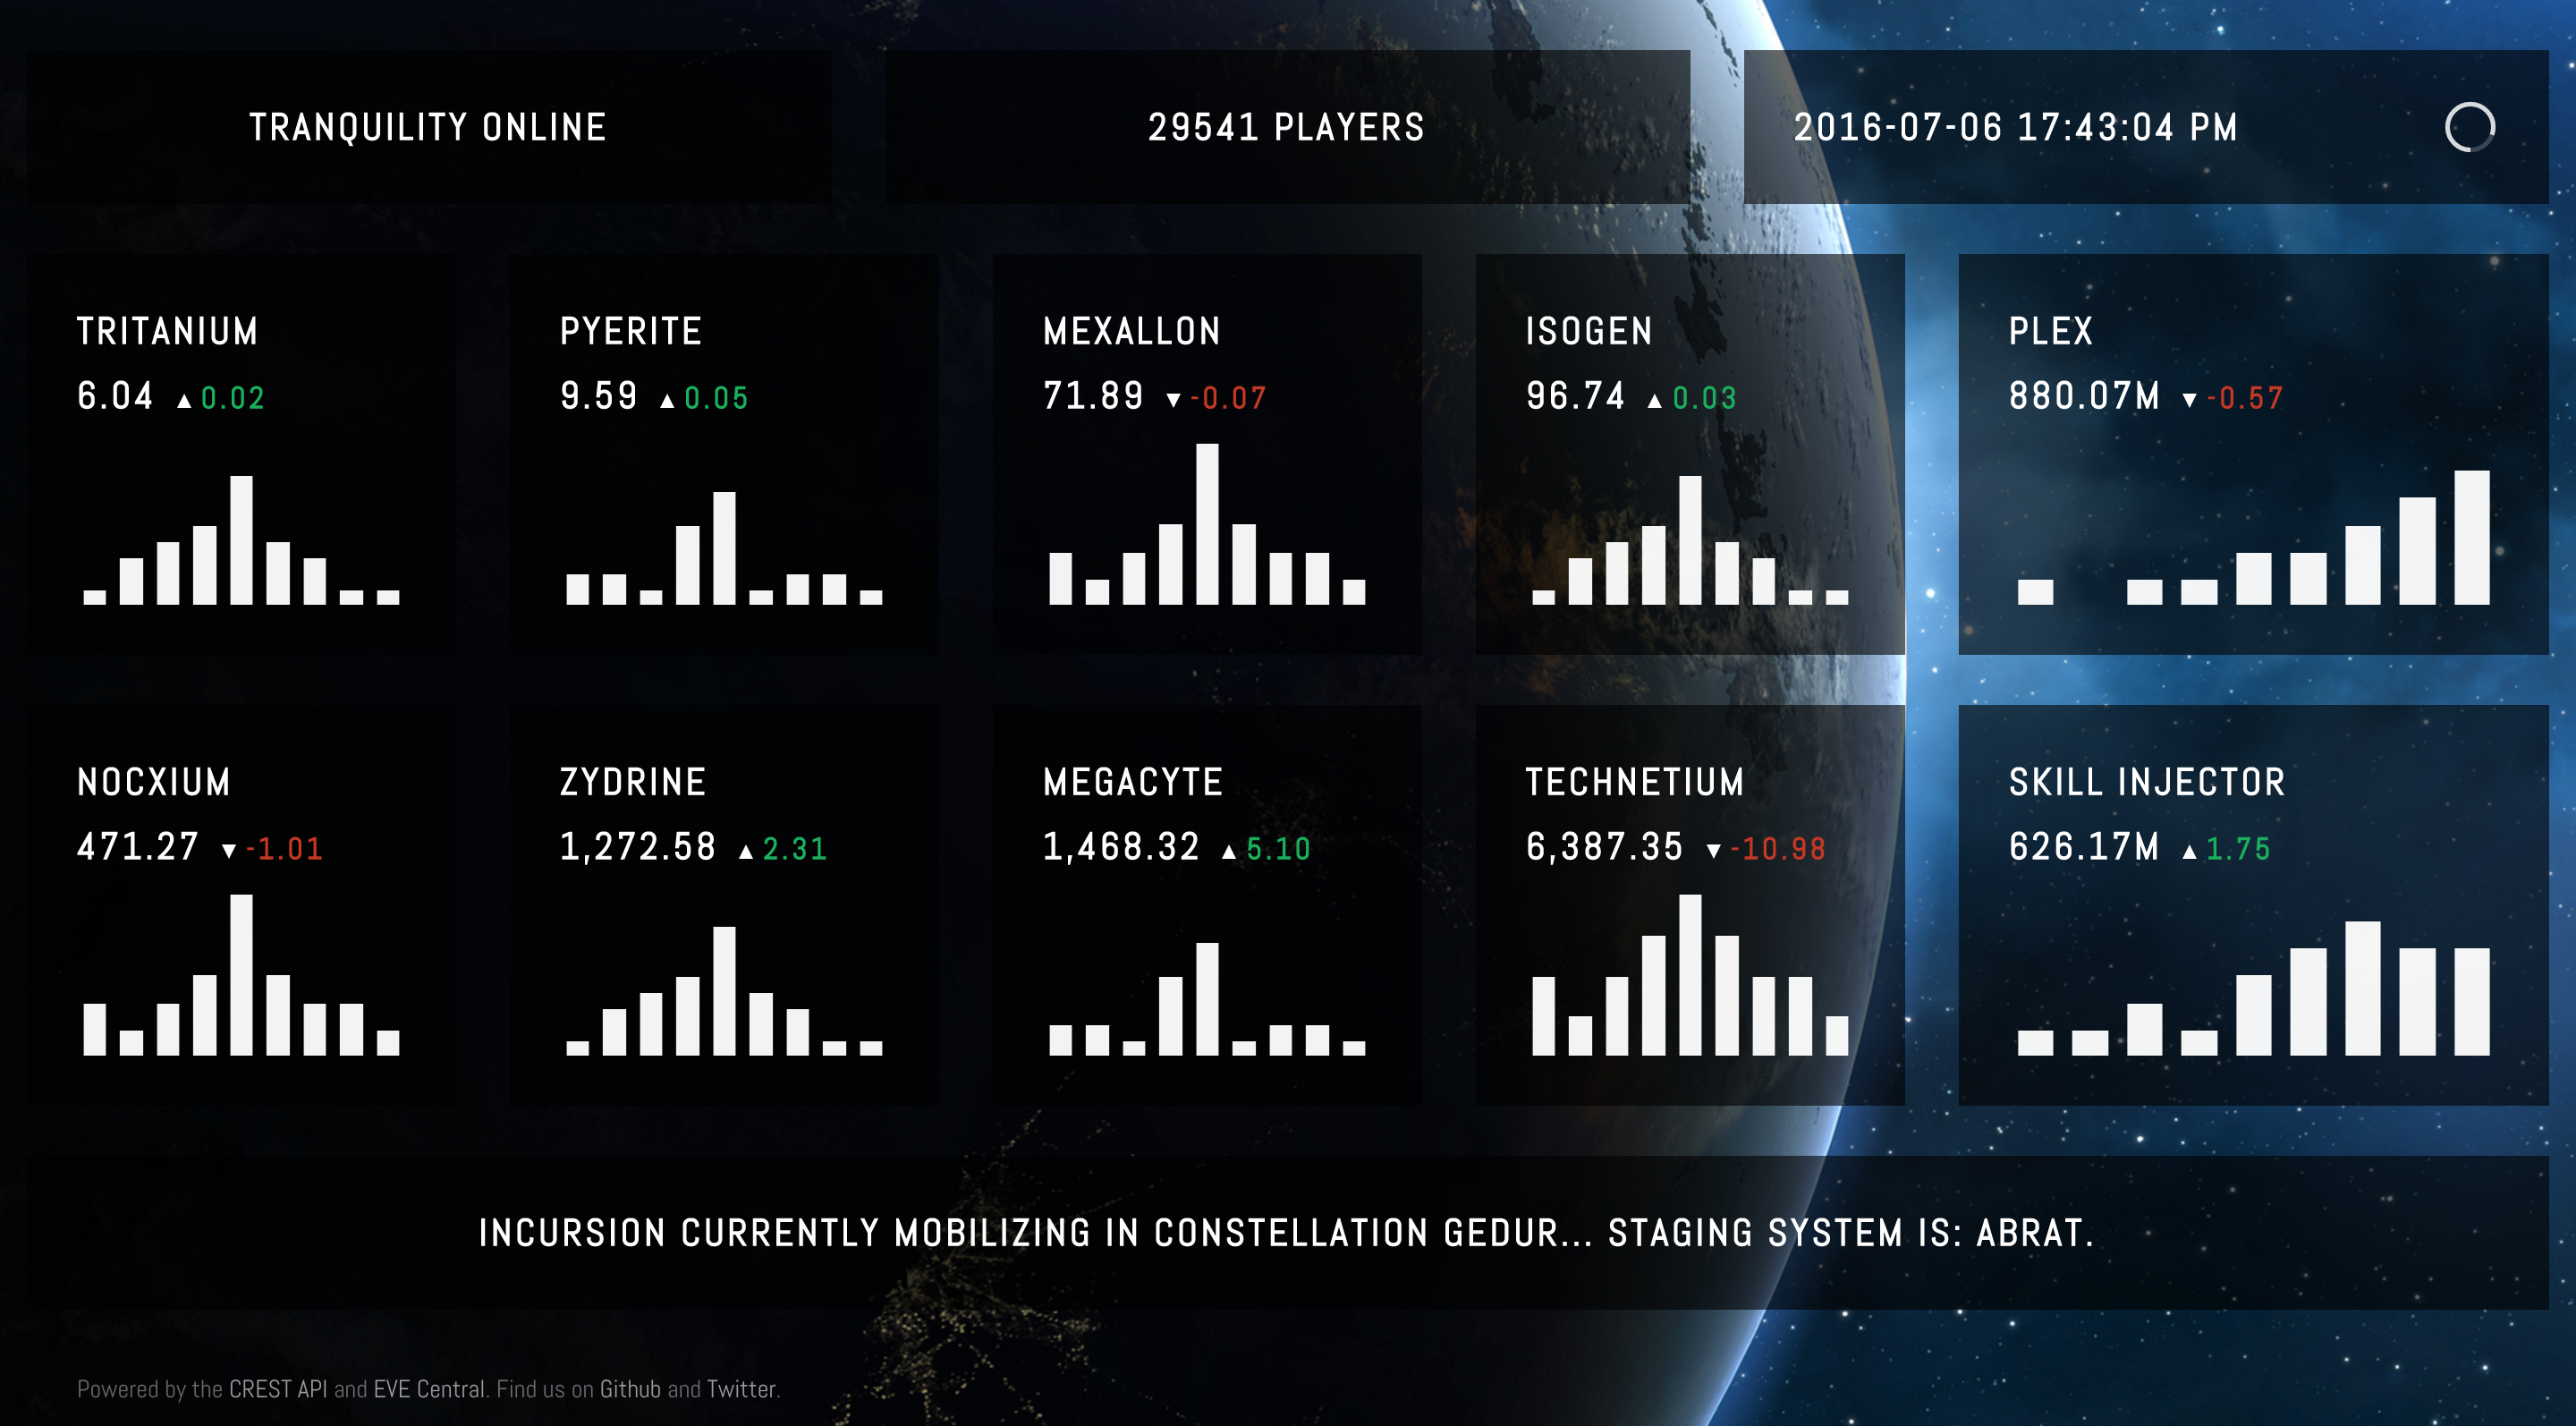 TRANQUILITY ONLINE
29541 PLAYERS
2016-07-06 17:43:04 PM
TRITANIUM
6.04 ▲ 0.02
PYERITE
9.59 ▲ 0.05
MEXALLON
71.89 ▼ -0.07
ISOGEN
96.74 ▲ 0.03
PLEX
880.07M ▼ -0.57
NOCXIUM
471.27 ▼ -1.01
ZYDRINE
1,272.58 ▲ 2.31
MEGACYTE
1,468.32 ▲ 5.10
TECHNETIUM
6,387.35 ▼ -10.98
SKILL INJECTOR
626.17M ▲ 1.75
INCURSION CURRENTLY MOBILIZING IN CONSTELLATION GEDUR... STAGING SYSTEM IS: ABRAT.
Powered by the CREST API and EVE Central. Find us on Github and Twitter.